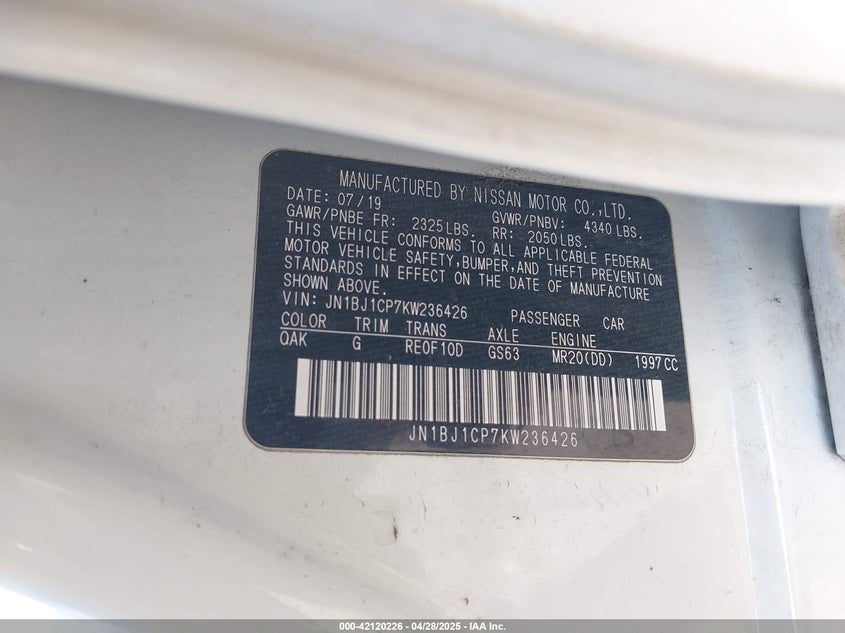 MANUFACTURED BY NISSAN MOTOR CO.,LTD.
DATE: 07/19 GVWR/PNBV: 4340 LBS.
GAWR/PNBE FR: 2325LBS. RR: 2050LBS.
THIS VEHICLE CONFORMS TO ALL APPLICABLE FEDERAL
MOTOR VEHICLE SAFETY,BUMPER,AND THEFT PREVENTION
STANDARDS IN EFFECT ON THE DATE OF MANUFACTURE
SHOWN ABOVE.
VIN: JN1BJ1CP7KW236426 PASSENGER CAR
COLOR TRIM TRANS AXLE ENGINE
QAK G RE0F10D GS63 MR20(DD) 1997CC
JN1BJ1CP7KW236426
000-42120226 - 04/28/2025 - IAA Inc.